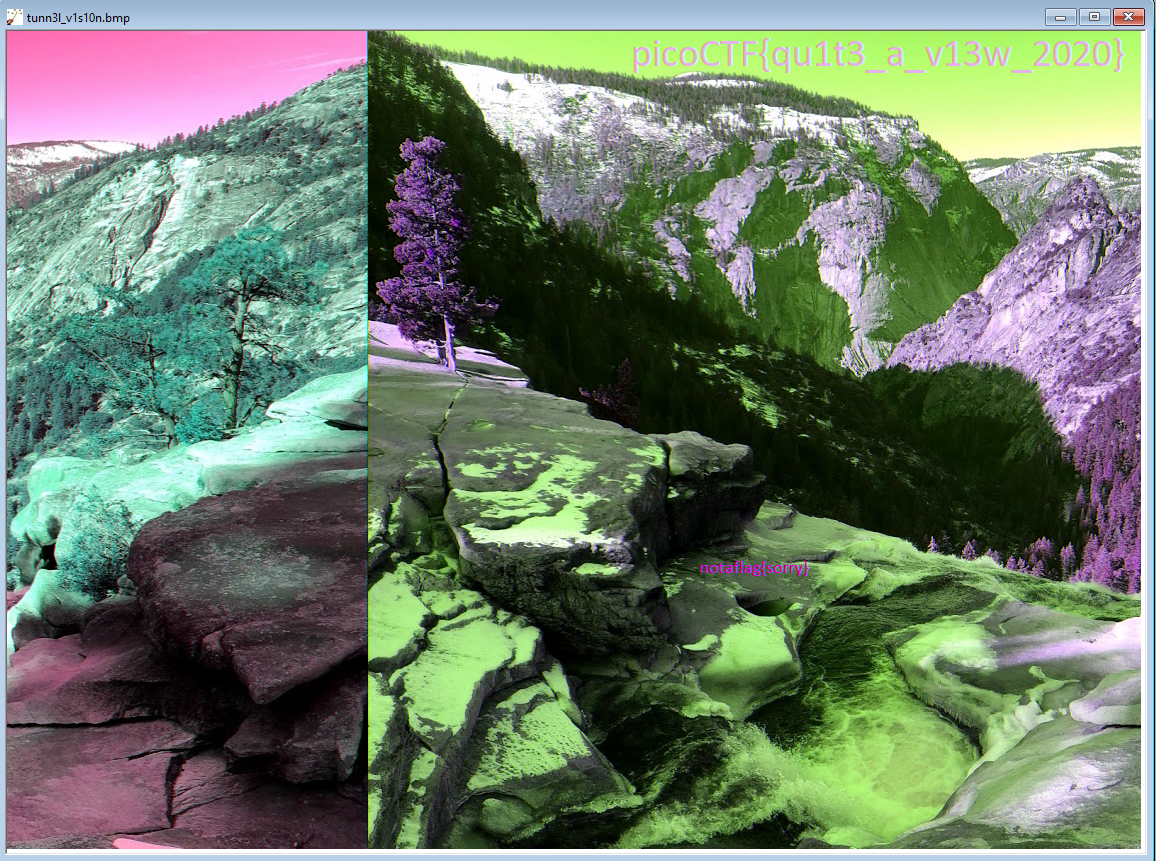 tunn3l_v1s10n.bmp
picoCTF{qu1t3_a_v13w_2020}
notaflag{sorry}